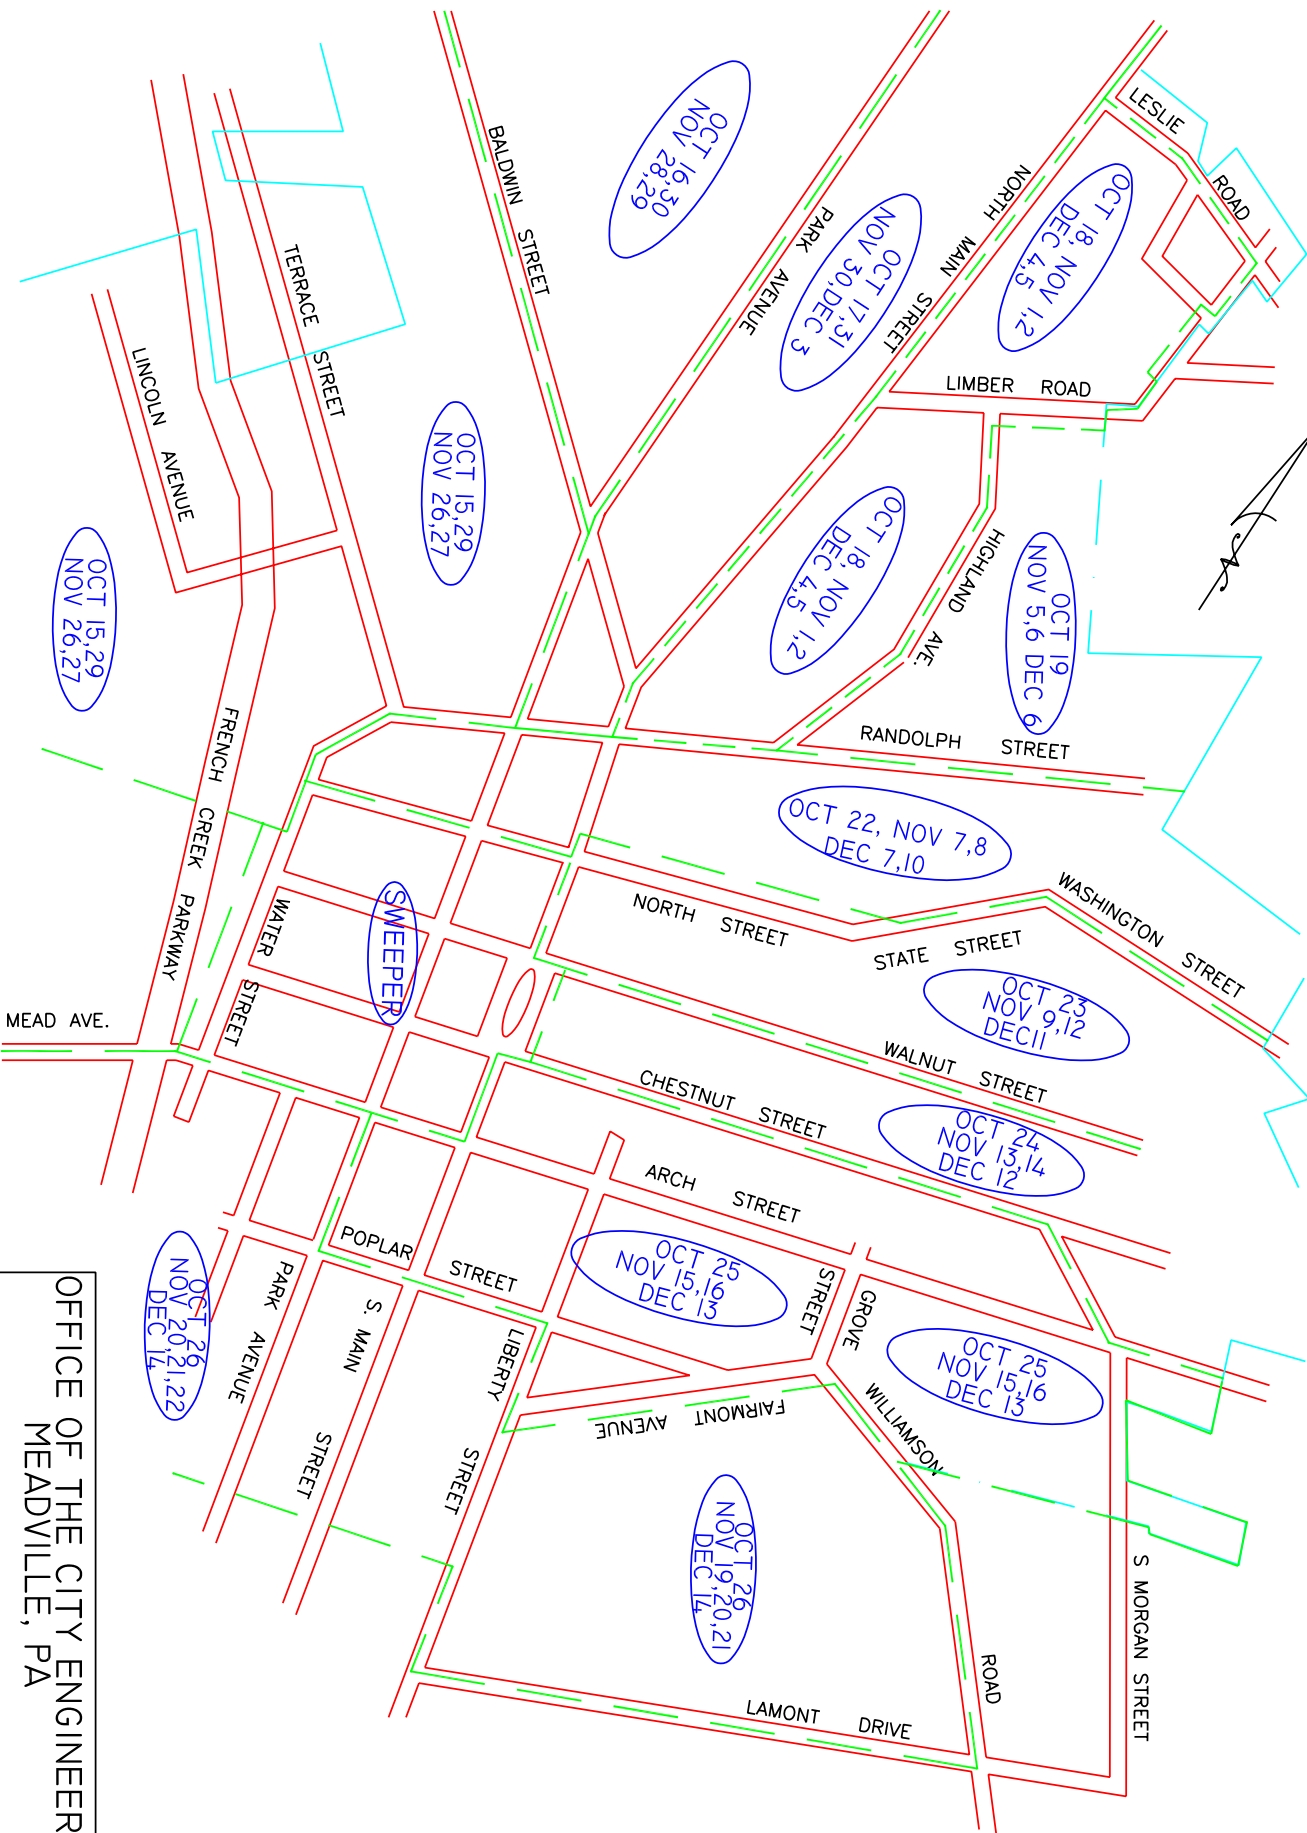 LESLIE ROAD
NORTH MAIN STREET
PARK AVENUE
BALDWIN STREET
TERRACE STREET
LINCOLN AVENUE
LIMBER ROAD
HIGHLAND AVE.
RANDOLPH STREET
FRENCH CREEK PARKWAY
WATER STREET
MEAD AVE.
NORTH STREET
STATE STREET
WASHINGTON STREET
WALNUT STREET
CHESTNUT STREET
ARCH STREET
POPLAR STREET
PARK AVENUE
S. MAIN STREET
LIBERTY STREET
GROVE STREET
FAIRMONT AVENUE
WILLIAMSON ROAD
S MORGAN STREET
LAMONT DRIVE
OCT 16,30
NOV 28,29
OCT 17,31
NOV 30,DEC 3
OCT 18, NOV 1,2
DEC 4,5
OCT 15,29
NOV 26,27
OCT 15,29
NOV 26,27
OCT 18, NOV 1,2
DEC 4,5
OCT 19
NOV 5,6 DEC 6
OCT 22, NOV 7,8
DEC 7,10
SWEEPER
OCT 23
NOV 9,12
DEC11
OCT 24
NOV 13,14
DEC 12
OCT 25
NOV 15,16
DEC 13
OCT 25
NOV 15,16
DEC 13
OCT 26
NOV 20,21,22
DEC 14
OCT 26
NOV 19,20,21
DEC 14
N
OFFICE OF THE CITY ENGINEER
MEADVILLE, PA